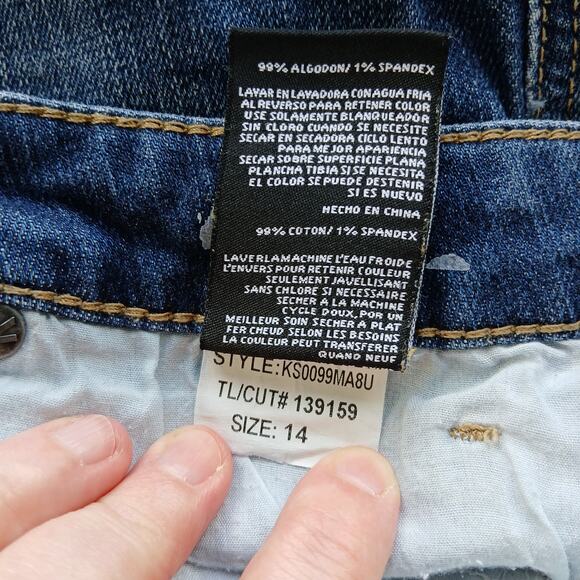 98% ALGODON/ 1% SPANDEX
LAVAR EN LAVADORA CON AGUA FRIA
AL REVERSO PARA RETENER COLOR
USE SOLAMENTE BLANQUEADOR
SIN CLORO CUANDO SE NECESITE
SECAR EN SECADORA CICLO LENTO
PARA MEJOR APARIENCIA
SECAR SOBRE SUPERFICIE PLANA
PLANCHA TIBIA SI SE NECESITA
EL COLOR SE PUEDE DESTENIR
SI ES NUEVO
HECHO EN CHINA
99% COTON/ 1% SPANDEX
LAVER LA MACHINE L'EAU FROIDE
L'ENVERS POUR RETENIR COULEUR
SEULEMENT JAVELLISANT
SANS CHLORE SI NECESSAIRE
SECHER A LA MACHINE
CYCLE DOUX, POR UN
MEILLEUR SOIN SECHER A PLAT
FER CHEUD SELON LES BESOINS
LA COULEUR PEUT TRANSFERER
QUAND NEUF
STYLE:KS0099MA8U
TL/CUT# 139159
SIZE: 14